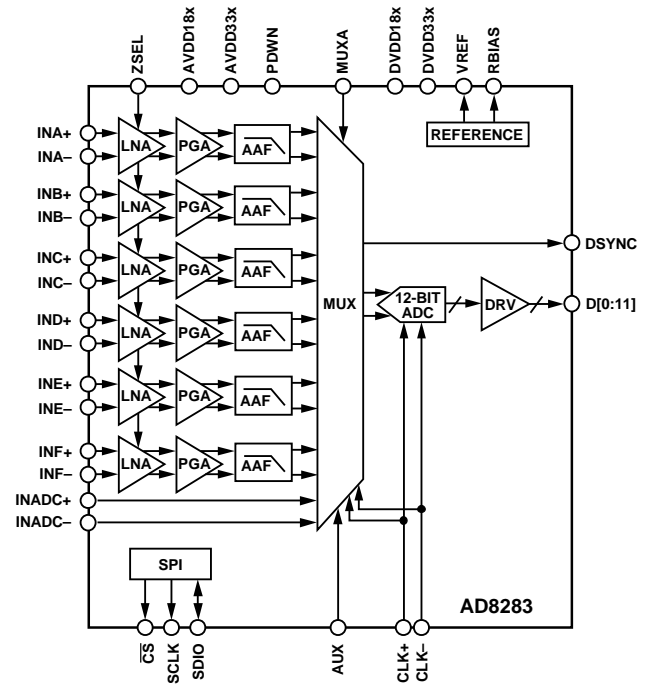 ZSEL
AVDD18x
AVDD33x
PDWN
MUXA
DVDD18x
DVDD33x
VREF
RBIAS
REFERENCE
INA+
INA–
LNA
PGA
AAF
INB+
INB–
LNA
PGA
AAF
INC+
INC–
LNA
PGA
AAF
IND+
IND–
LNA
PGA
AAF
INE+
INE–
LNA
PGA
AAF
INF+
INF–
LNA
PGA
AAF
INADC+
INADC–
MUX
12-BIT
ADC
DRV
DSYNC
D[0:11]
SPI
AD8283
CS
SCLK
SDIO
AUX
CLK+
CLK–